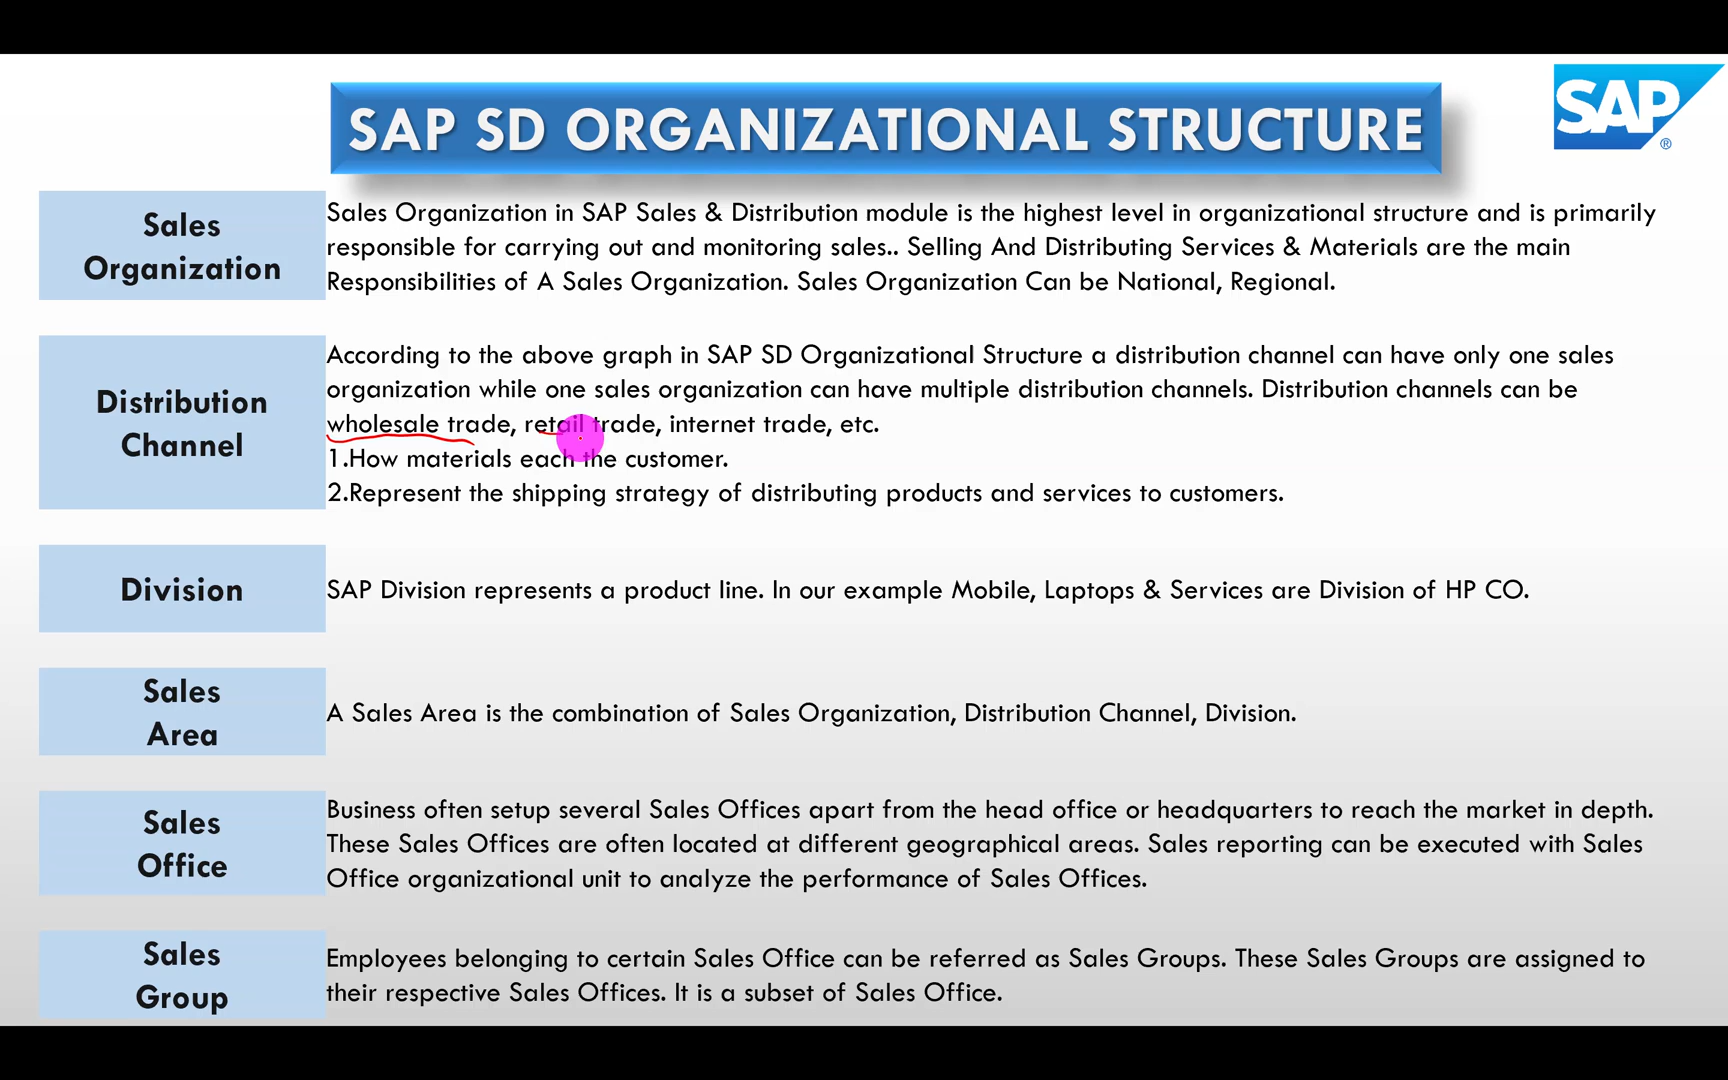 SAP SD ORGANIZATIONAL STRUCTURE
SAP
®
Sales
Organization
Sales Organization in SAP Sales & Distribution module is the highest level in organizational structure and is primarily
responsible for carrying out and monitoring sales.. Selling And Distributing Services & Materials are the main
Responsibilities of A Sales Organization. Sales Organization Can be National, Regional.
Distribution
Channel
According to the above graph in SAP SD Organizational Structure a distribution channel can have only one sales
organization while one sales organization can have multiple distribution channels. Distribution channels can be
wholesale trade, retail trade, internet trade, etc.
1.How materials each the customer.
2.Represent the shipping strategy of distributing products and services to customers.
Division
SAP Division represents a product line. In our example Mobile, Laptops & Services are Division of HP CO.
Sales
Area
A Sales Area is the combination of Sales Organization, Distribution Channel, Division.
Sales
Office
Business often setup several Sales Offices apart from the head office or headquarters to reach the market in depth.
These Sales Offices are often located at different geographical areas. Sales reporting can be executed with Sales
Office organizational unit to analyze the performance of Sales Offices.
Sales
Group
Employees belonging to certain Sales Office can be referred as Sales Groups. These Sales Groups are assigned to
their respective Sales Offices. It is a subset of Sales Office.